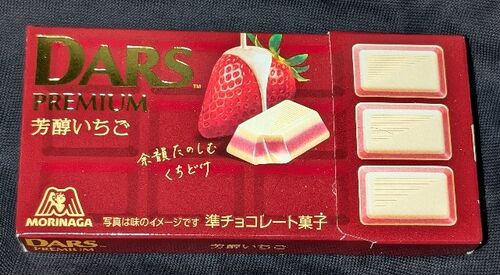 DARS™
PREMIUM
芳醇いちご
余韻たのしむ
くちどけ
MORINAGA
写真は味のイメージです 準チョコレート菓子
DARS
PREMIUM
芳醇いちご